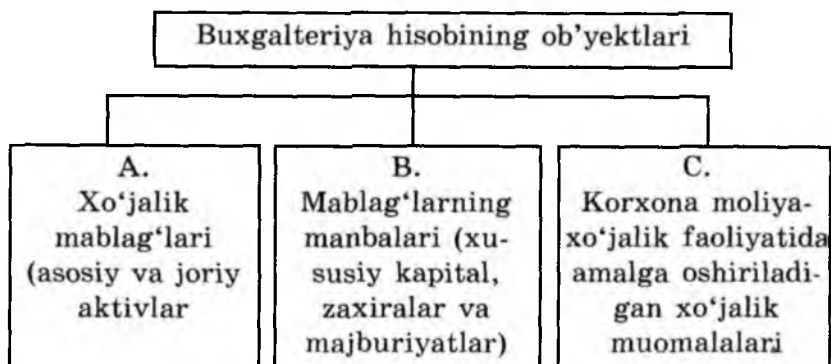 Buxgalteriya hisobining ob'yektlari
A.
Xo‘jalik
mablag‘lari
(asosiy va joriy
aktivlar
B.
Mablag‘larning
manbalari (xu-
susiy kapital,
zaxiralar va
majburiyatlar)
C.
Korxona moliya-
xo‘jalik faoliyatida
amalga oshiriladi-
gan xo‘jalik
muomalalari